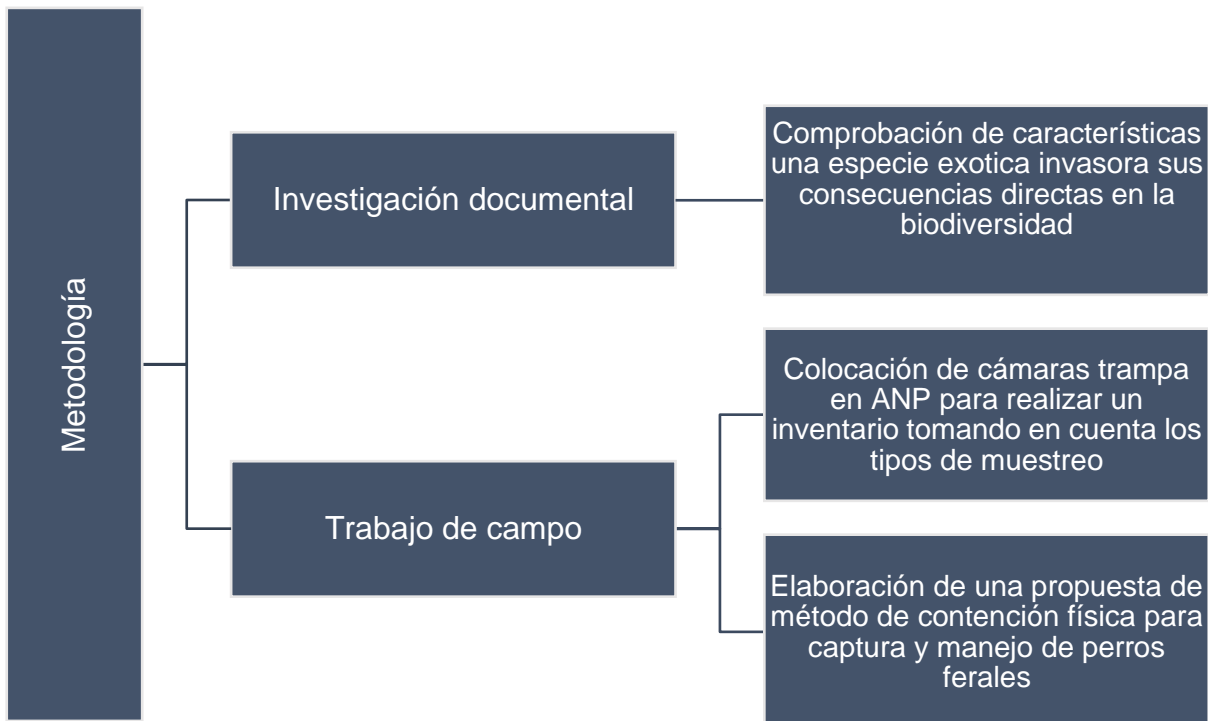 Metodología
Investigación documental
Comprobación de características
una especie exotica invasora sus
consecuencias directas en la
biodiversidad
Trabajo de campo
Colocación de cámaras trampa
en ANP para realizar un
inventario tomando en cuenta los
tipos de muestreo
Elaboración de una propuesta de
método de contención física para
captura y manejo de perros
ferales